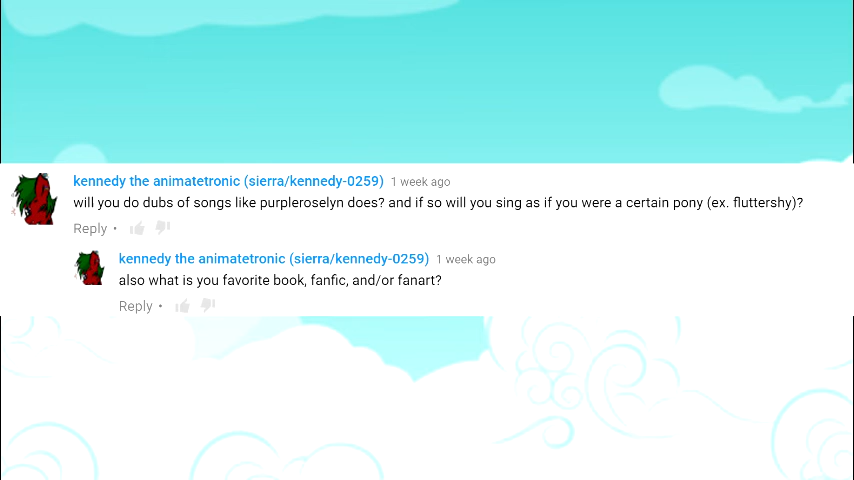 kennedy the animatetronic (sierra/kennedy-0259) 1 week ago
will you do dubs of songs like purpleroselyn does? and if so will you sing as if you were a certain pony (ex. fluttershy)?
Reply •
kennedy the animatetronic (sierra/kennedy-0259) 1 week ago
also what is you favorite book, fanfic, and/or fanart?
Reply •